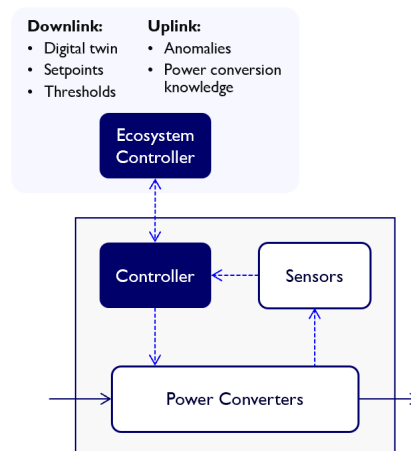 Downlink:
• Digital twin
• Setpoints
• Thresholds
Uplink:
• Anomalies
• Power conversion
knowledge
Ecosystem
Controller
Controller
Sensors
Power Converters